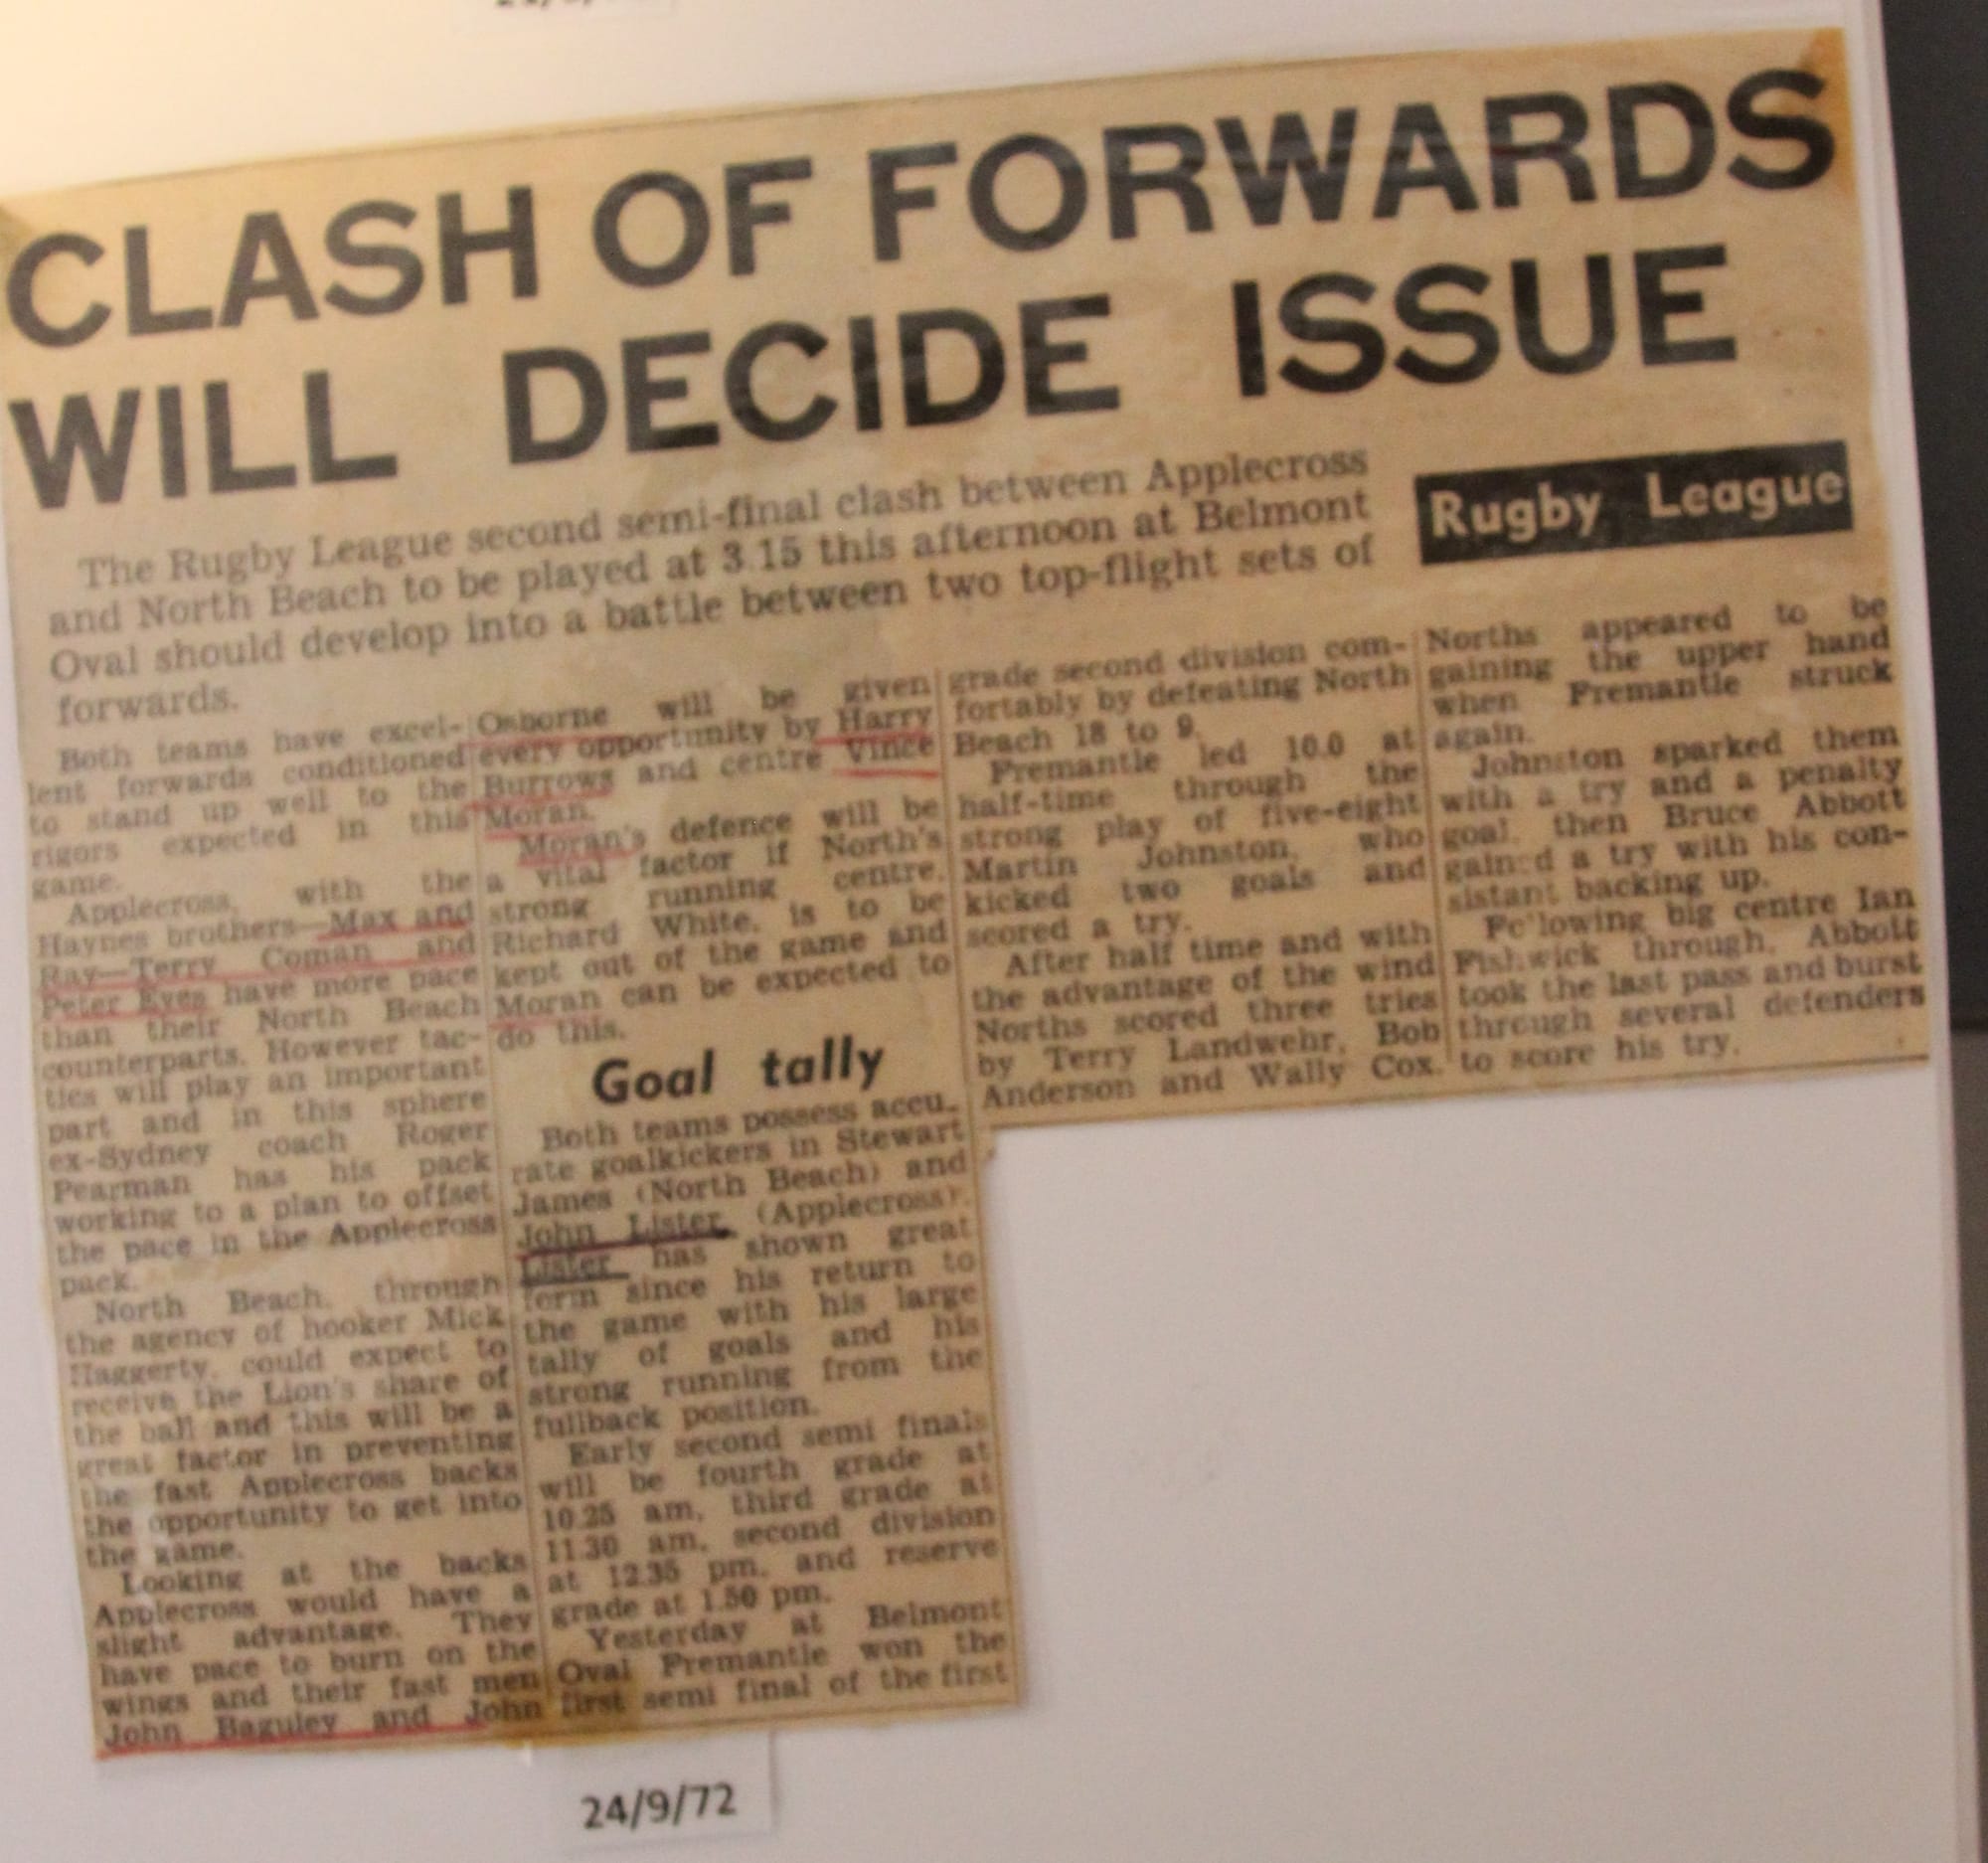 CLASH OF FORWARDS
WILL DECIDE ISSUE
Rugby League
The Rugby League second semi-final clash between Applecross
and North Beach to be played at 3.15 this afternoon at Belmont
Oval should develop into a battle between two top-flight sets of
forwards.
Both teams have excel-
lent forwards conditioned
to stand up well to the
rigors expected in this
game.
Applecross, with the
Haynes brothers—Max and
Ray—Terry Coman and
Peter Eyes have more pace
than their North Beach
counterparts. However tac-
tics will play an important
part and in this sphere
ex-Sydney coach Roger
Pearman has his pack
working to a plan to offset
the pace in the Applecross
pack.
North Beach, through
the agency of hooker Mick
Haggerty, could expect to
receive the Lion's share of
the ball and this will be a
great factor in preventing
the fast Applecross backs
the opportunity to get into
the game.
Looking at the backs
Applecross would have a
slight advantage. They
have pace to burn on the
wings and their fast men
John Baguley and John
Osborne will be given
every opportunity by Harry
Burrows and centre Vince
Moran.
Moran's defence will be
a vital factor if North's
strong running centre,
Richard White, is to be
kept out of the game and
Moran can be expected to
do this.
Goal tally
Both teams possess accu-
rate goalkickers in Stewart
James (North Beach) and
John Lister (Applecross).
Lister has shown great
form since his return to
the game with his large
tally of goals and his
strong running from the
fullback position.
Early second semi finals
will be fourth grade at
10.25 am, third grade at
11.30 am, second division
at 12.35 pm, and reserve
grade at 1.50 pm.
Yesterday at Belmont
Oval Fremantle won the
first semi final of the first
grade second division com-
fortably by defeating North
Beach 18 to 9.
Fremantle led 10.0 at
half-time through the
strong play of five-eight
Martin Johnston, who
kicked two goals and
scored a try.
After half time and with
the advantage of the wind
Norths scored three tries
by Terry Landwehr, Bob
Anderson and Wally Cox.
Norths appeared to be
gaining the upper hand
when Fremantle struck
again.
Johnston sparked them
with a try and a penalty
goal, then Bruce Abbott
gained a try with his con-
sistant backing up.
Fo'lowing big centre Ian
Fishwick through, Abbott
took the last pass and burst
through several defenders
to score his try.
24/9/72